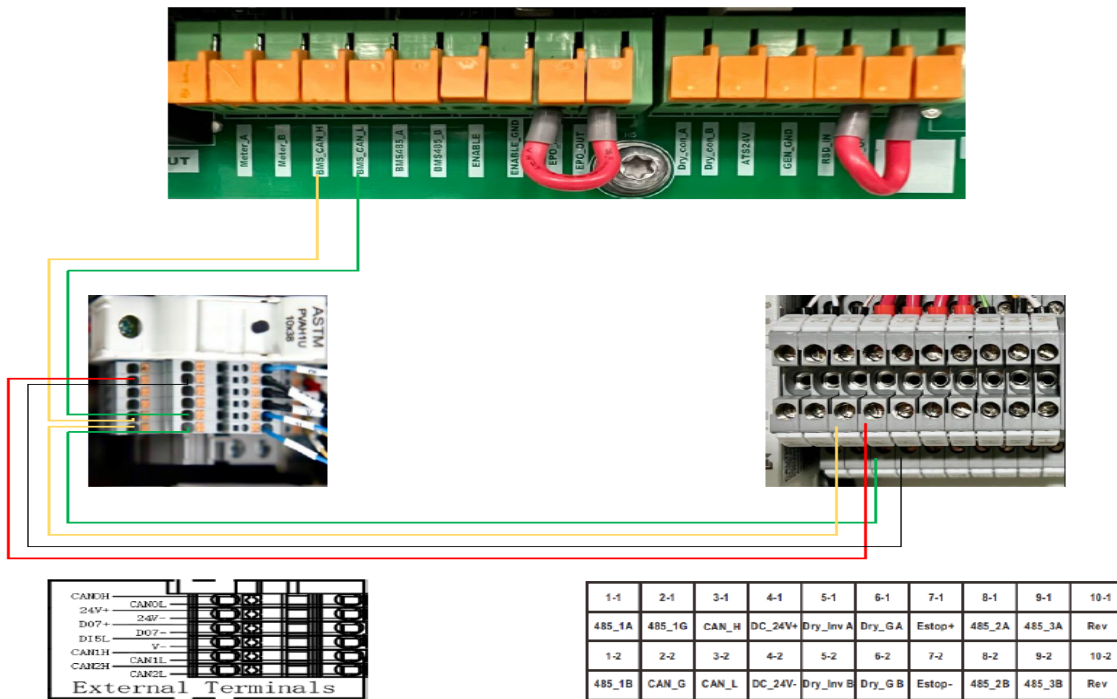 UT
Meter_A
Meter_B
BMS_CAN_H
BMS_CAN_L
BMS485_A
BMS485_B
ENABLE
ENABLE_GND
EPO_
EPO_OUT
Dry_con_A
Dry_con_B
ATS24V
GEN_GND
RSD_IN
ASTM
PVAH1U
10x38
CAN0H
CAN0L
24V+
24V-
DO7+
DO7-
DI5L
V-
CAN1H
CAN1L
CAN2H
CAN2L
External Terminals
1-1 2-1 3-1 4-1 5-1 6-1 7-1 8-1 9-1 10-1
485_1A 485_1G CAN_H DC_24V+ Dry_Inv A Dry_G A Estop+ 485_2A 485_3A Rev
1-2 2-2 3-2 4-2 5-2 6-2 7-2 8-2 9-2 10-2
485_1B CAN_G CAN_L DC_24V- Dry_Inv B Dry_G B Estop- 485_2B 485_3B Rev